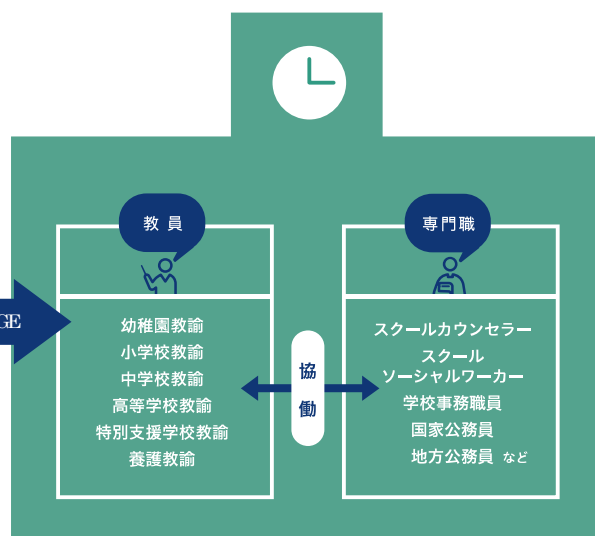 教員
専門職
GE
幼稚園教諭
小学校教諭
中学校教諭
高等学校教諭
特別支援学校教諭
養護教諭
協
働
スクールカウンセラー
スクール
ソーシャルワーカー
学校事務職員
国家公務員
地方公務員 など